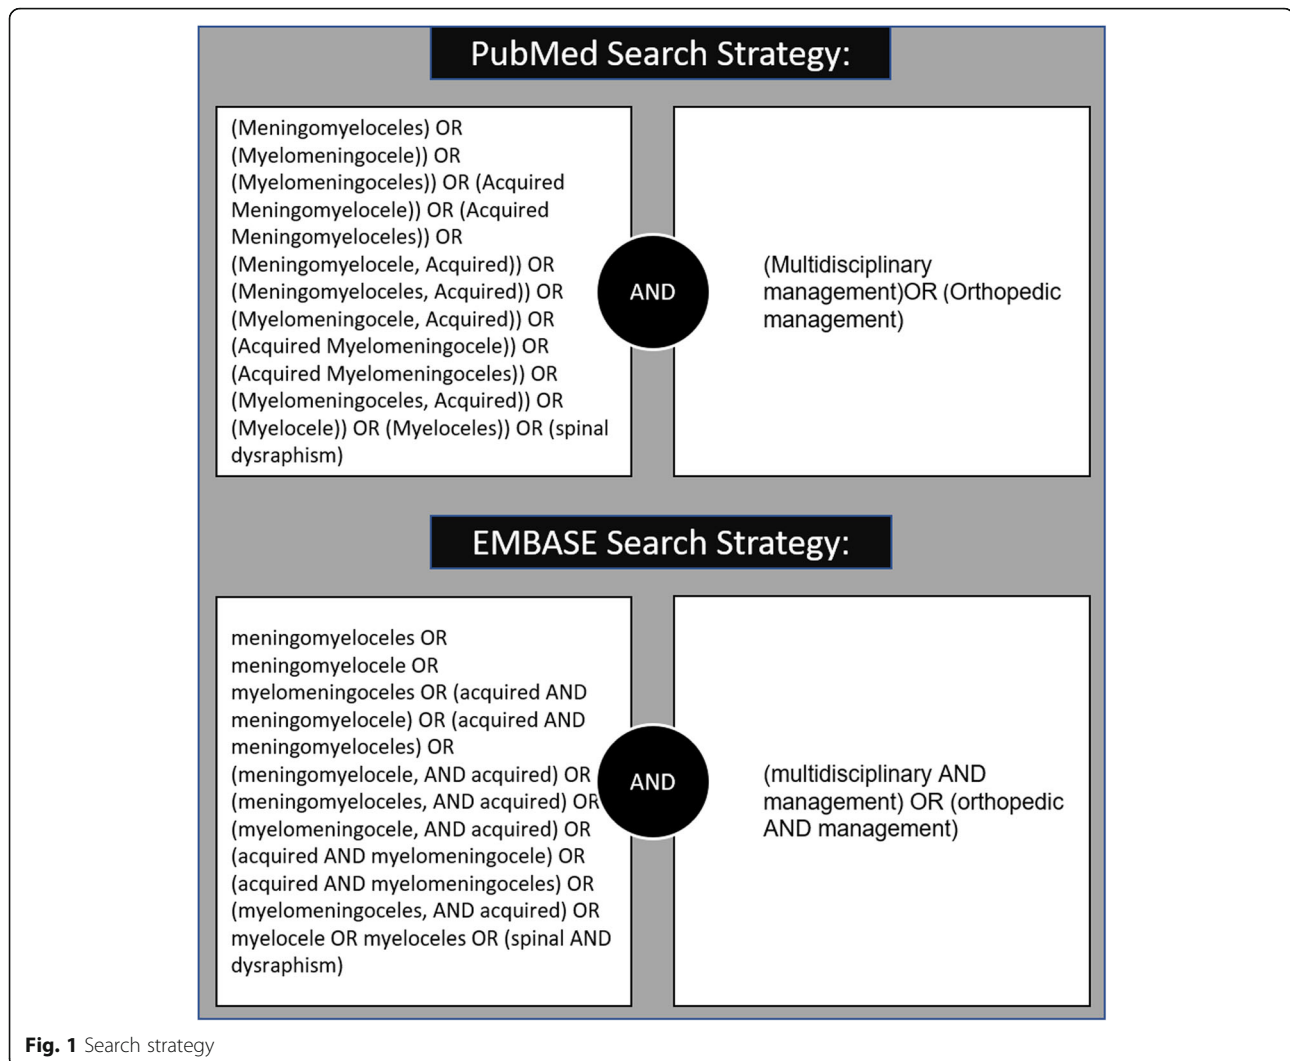 PubMed Search Strategy:
(Meningomyeloceles) OR
(Myelomeningocele)) OR
(Myelomeningoceles)) OR (Acquired
Meningomyelocele)) OR (Acquired
Meningomyeloceles)) OR
(Meningomyelocele, Acquired)) OR
(Meningomyeloceles, Acquired)) OR
(Myelomeningocele, Acquired)) OR
(Acquired Myelomeningocele)) OR
(Acquired Myelomeningoceles)) OR
(Myelomeningoceles, Acquired)) OR
(Myelocele)) OR (Myeloceles)) OR (spinal
dysraphism)
AND
(Multidisciplinary
management)OR (Orthopedic
management)
EMBASE Search Strategy:
meningomyeloceles OR
meningomyelocele OR
myelomeningoceles OR (acquired AND
meningomyelocele) OR (acquired AND
meningomyeloceles) OR
(meningomyelocele, AND acquired) OR
(meningomyeloceles, AND acquired) OR
(myelomeningocele, AND acquired) OR
(acquired AND myelomeningocele) OR
(acquired AND myelomeningoceles) OR
(myelomeningoceles, AND acquired) OR
myelocele OR myeloceles OR (spinal AND
dysraphism)
AND
(multidisciplinary AND
management) OR (orthopedic
AND management)
Fig. 1 Search strategy